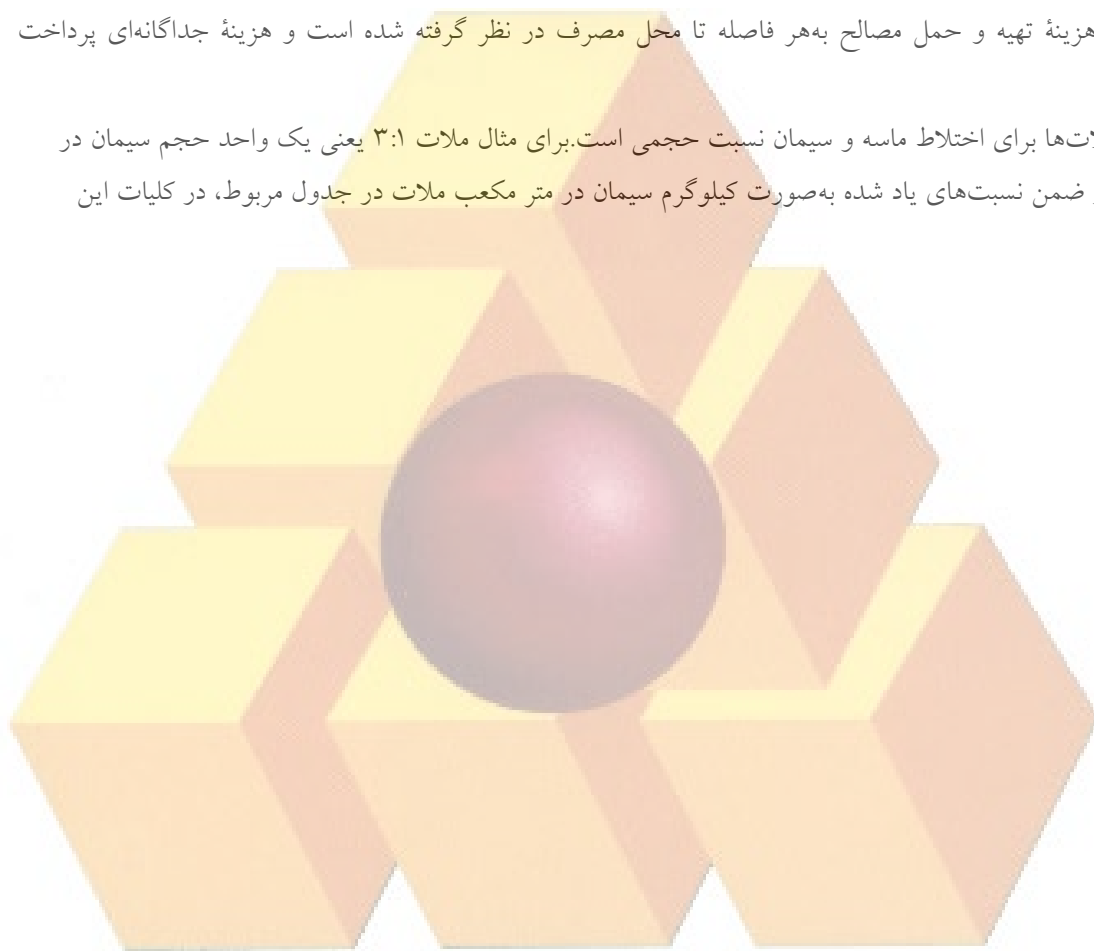 هزینهٔ تهیه و حمل مصالح به‌هر فاصله تا محل مصرف در نظر گرفته شده است و هزینهٔ جداگانه‌ای پرداخت
برای اختلاط ماسه و سیمان نسبت حجمی است.برای مثال ملات ۳:۱ یعنی یک واحد حجم سیمان در
ضمن نسبت‌های یاد شده به‌صورت کیلوگرم سیمان در متر مکعب ملات در جدول مربوط، در کلیات این